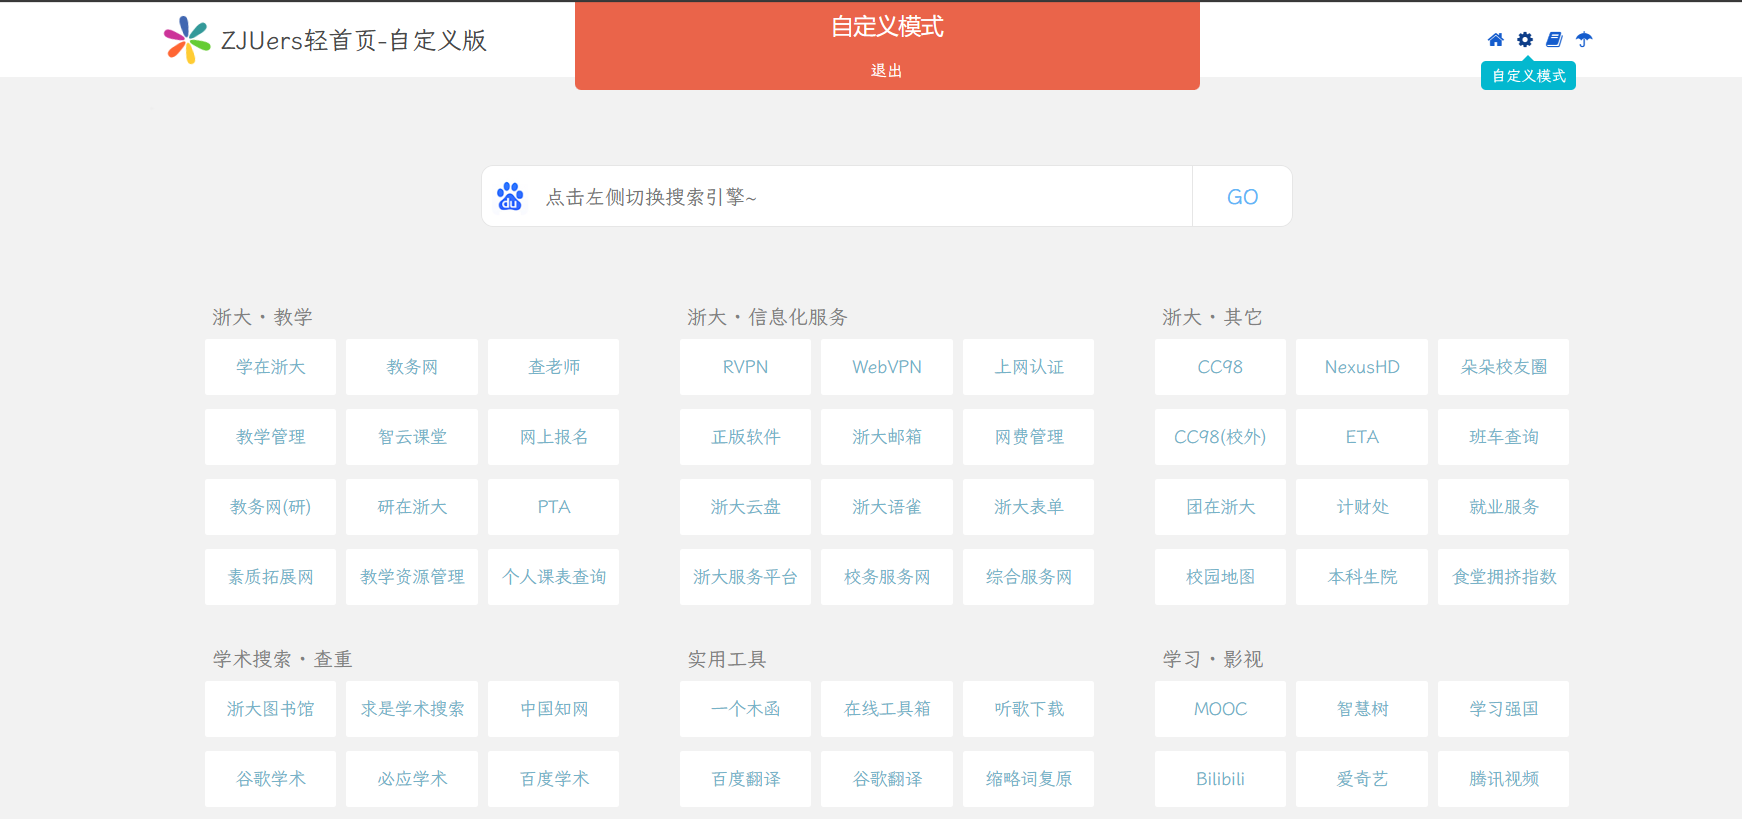 自定义模式
退出
ZJUers轻首页-自定义版
自定义模式
du
点击左侧切换搜索引擎~
GO
浙大·教学
学在浙大 教务网 查老师
教学管理 智云课堂 网上报名
教务网(研) 研在浙大 PTA
素质拓展网 教学资源管理 个人课表查询
浙大·信息化服务
RVPN WebVPN 上网认证
正版软件 浙大邮箱 网费管理
浙大云盘 浙大语雀 浙大表单
浙大服务平台 校务服务网 综合服务网
浙大·其它
CC98 NexusHD 朵朵校友圈
CC98(校外) ETA 班车查询
团在浙大 计财处 就业服务
校园地图 本科生院 食堂拥挤指数
学术搜索·查重
浙大图书馆 求是学术搜索 中国知网
谷歌学术 必应学术 百度学术
实用工具
一个木函 在线工具箱 听歌下载
百度翻译 谷歌翻译 缩略词复原
学习·影视
MOOC 智慧树 学习强国
Bilibili 爱奇艺 腾讯视频